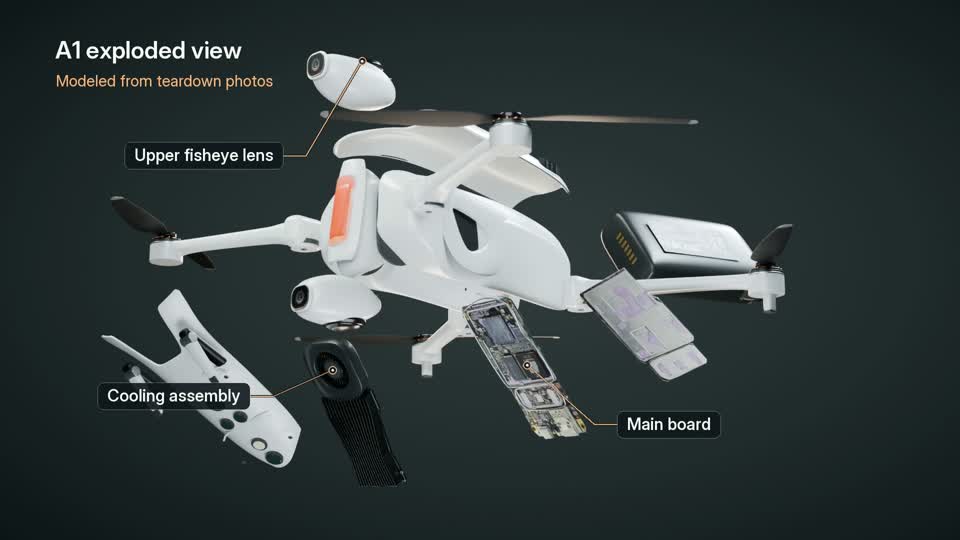 A1 exploded view
Modeled from teardown photos
Upper fisheye lens
Cooling assembly
Main board